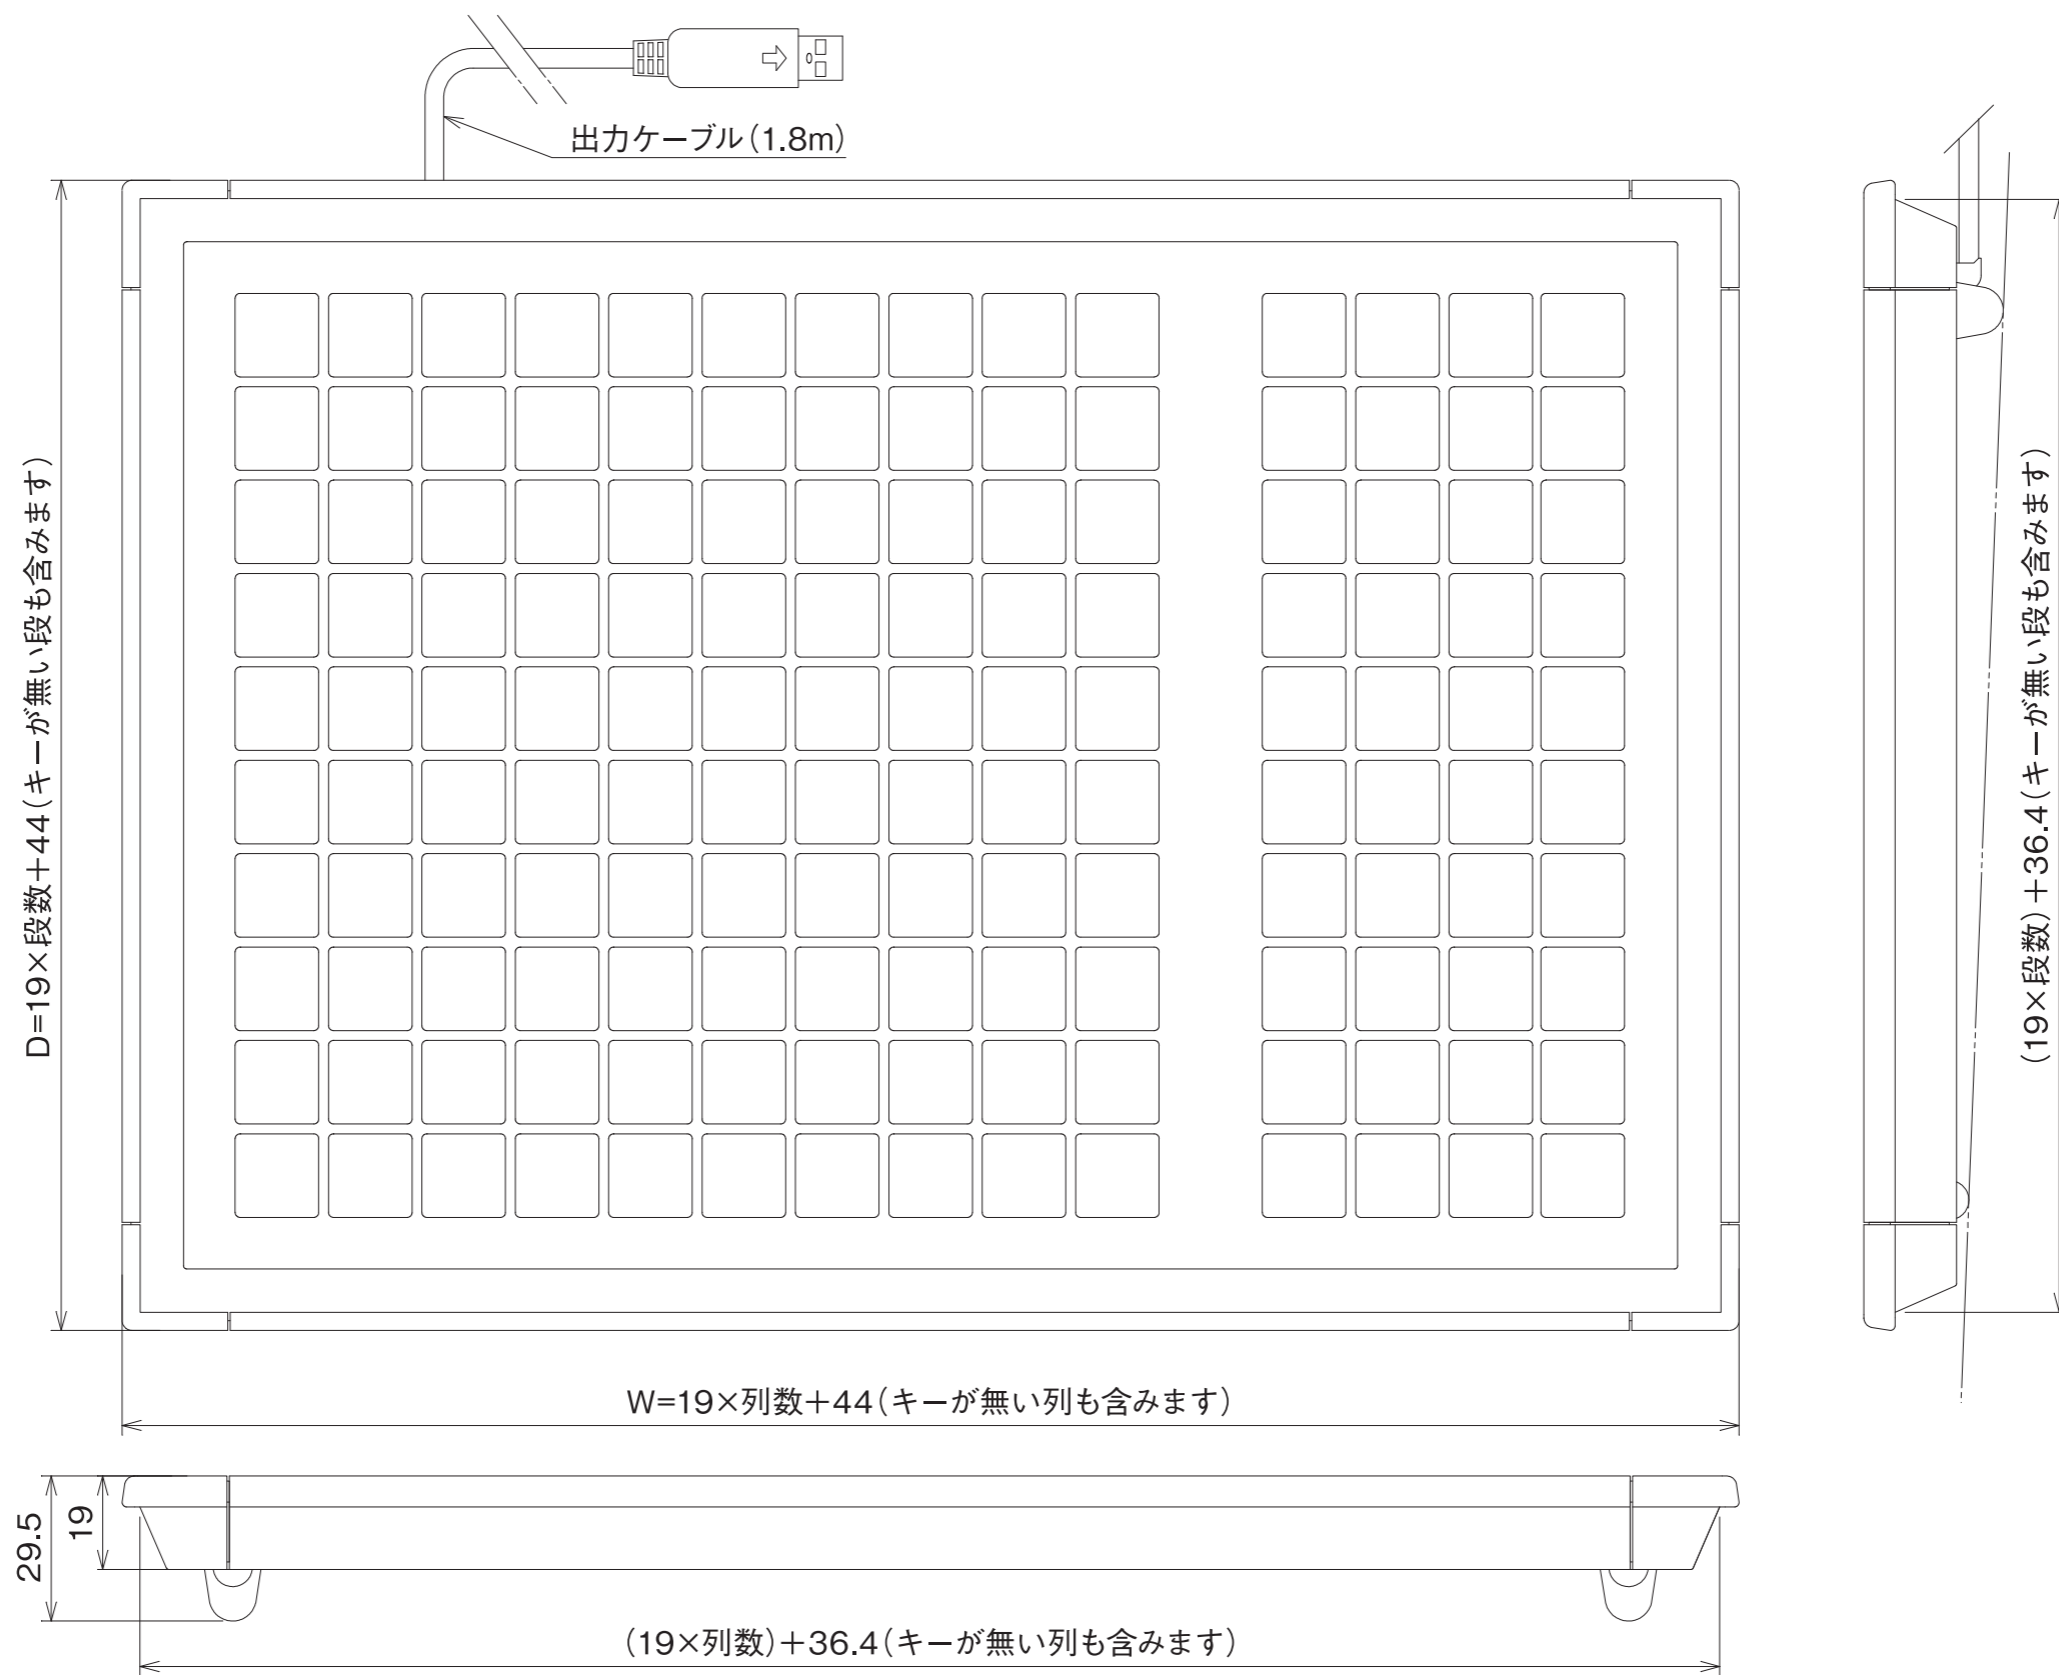 出力ケーブル(1.8m)
D=19×段数+44(キーが無い段も含みます)
(19×段数)+36.4(キーが無い段も含みます)
W=19×列数+44(キーが無い列も含みます)
29.5
19
(19×列数)+36.4(キーが無い列も含みます)